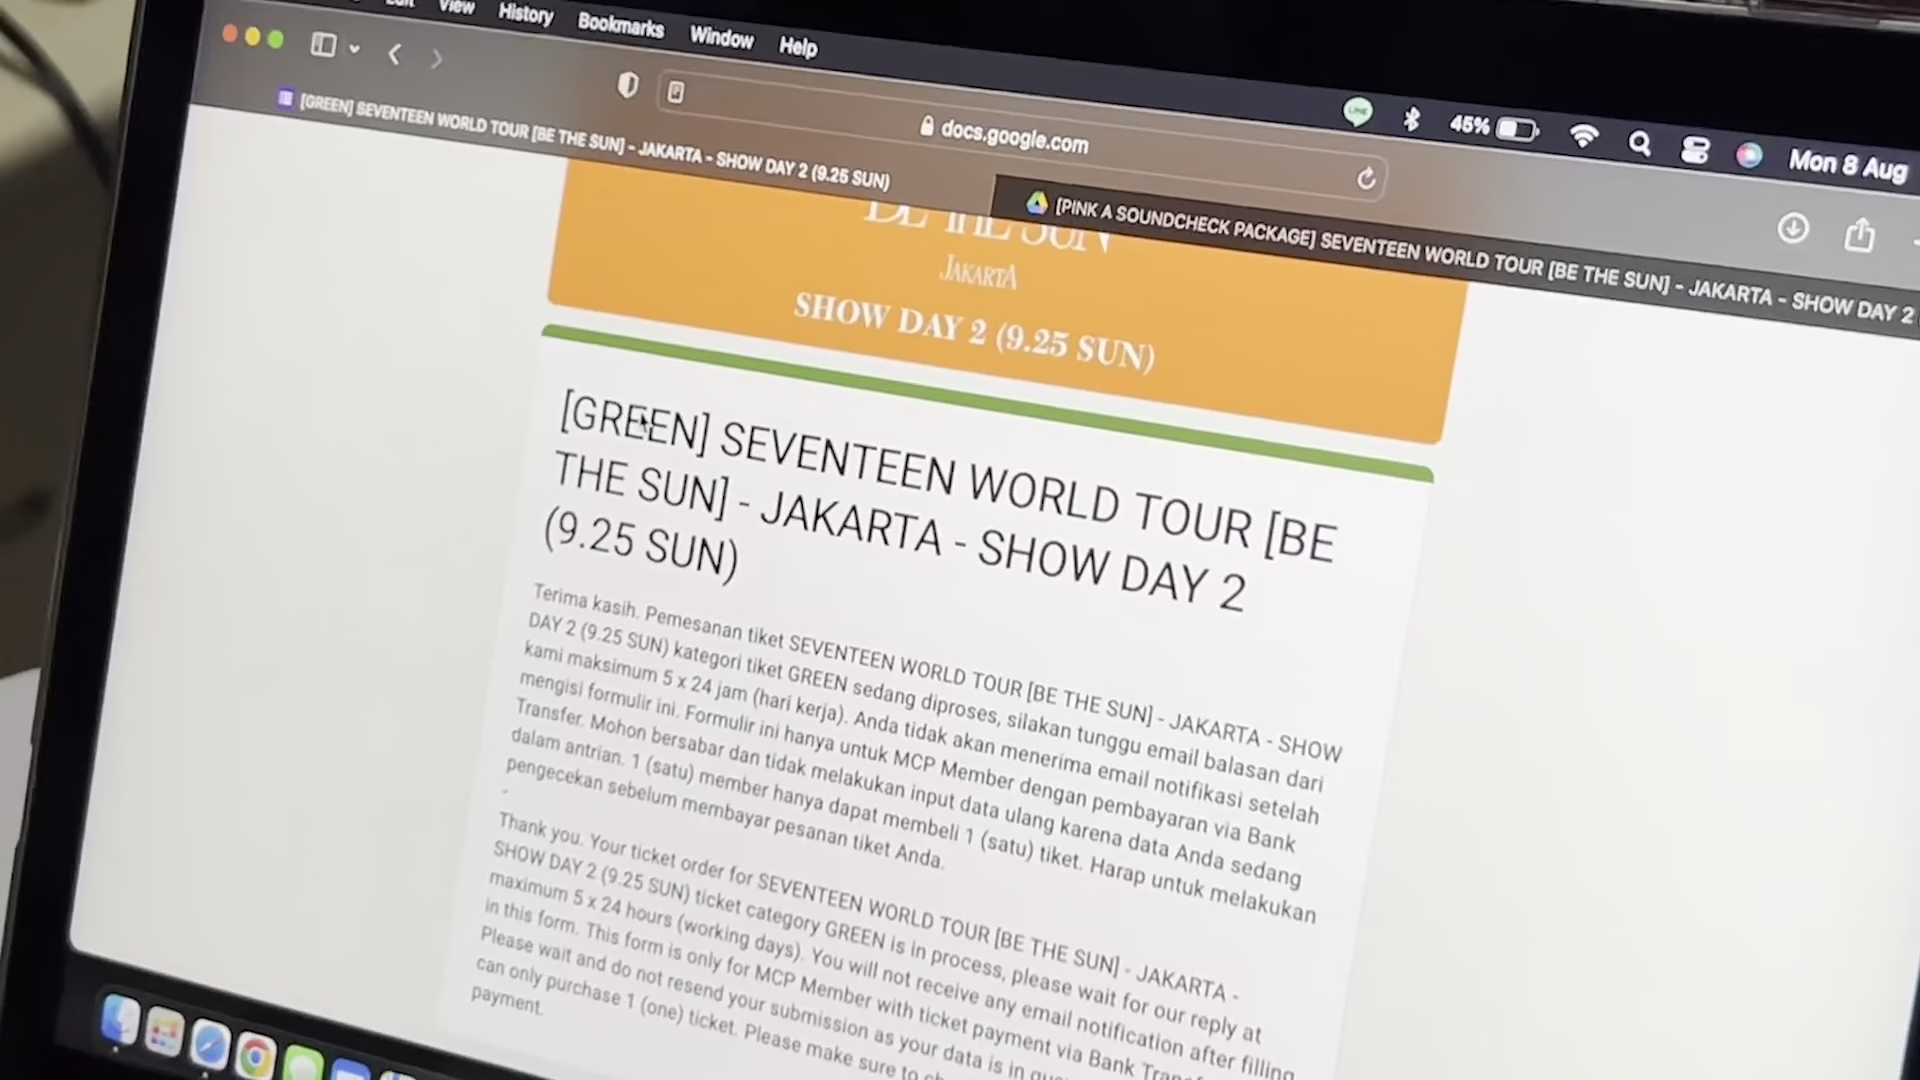 View History Bookmarks Window Help
45% Mon 8 Aug
docs.google.com
[GREEN] SEVENTEEN WORLD TOUR [BE THE SUN] - JAKARTA - SHOW DAY 2 (9.25 SUN)
[PINK A SOUNDCHECK PACKAGE] SEVENTEEN WORLD TOUR [BE THE SUN] - JAKARTA - SHOW DAY 2
BE THE SUN
JAKARTA
SHOW DAY 2 (9.25 SUN)
[GREEN] SEVENTEEN WORLD TOUR [BE
THE SUN] - JAKARTA - SHOW DAY 2
(9.25 SUN)
Terima kasih. Pemesanan tiket SEVENTEEN WORLD TOUR [BE THE SUN] - JAKARTA - SHOW
DAY 2 (9.25 SUN) kategori tiket GREEN sedang diproses, silakan tunggu email balasan dari
kami maksimum 5 x 24 jam (hari kerja). Anda tidak akan menerima email notifikasi setelah
mengisi formulir ini. Formulir ini hanya untuk MCP Member dengan pembayaran via Bank
Transfer. Mohon bersabar dan tidak melakukan input data ulang karena data Anda sedang
dalam antrian. 1 (satu) member hanya dapat membeli 1 (satu) tiket. Harap untuk melakukan
pengecekan sebelum membayar pesanan tiket Anda.
-
Thank you. Your ticket order for SEVENTEEN WORLD TOUR [BE THE SUN] - JAKARTA -
SHOW DAY 2 (9.25 SUN) ticket category GREEN is in process, please wait for our reply at
maximum 5 x 24 hours (working days). You will not receive any email notification after filling
in this form. This form is only for MCP Member with ticket payment via Bank
Please wait and do not resend your submission as your data is in
can only purchase 1 (one) ticket. Please make sure to
payment.